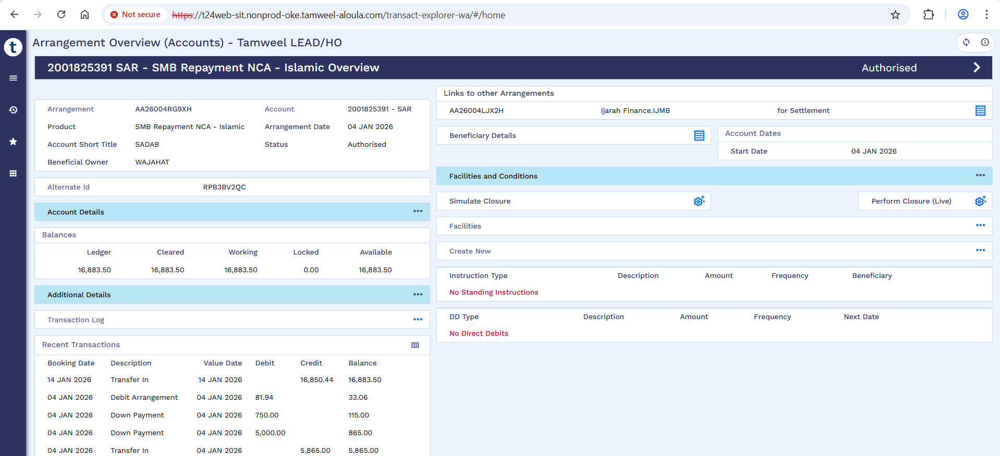 Not secure https://t24web-sit.nonprod-oke.tamweel-aloula.com/transact-explorer-wa/#/home
t
Arrangement Overview (Accounts) - Tamweel LEAD/HO
2001825391 SAR - SMB Repayment NCA - Islamic Overview Authorised
Arrangement AA26004RG9XH Account 2001825391 - SAR
Product SMB Repayment NCA - Islamic Arrangement Date 04 JAN 2026
Account Short Title SADAB Status Authorised
Beneficial Owner WAJAHAT
Alternate Id RPB3BV2QC
Account Details
Balances
Ledger Cleared Working Locked Available
16,883.50 16,883.50 16,883.50 0.00 16,883.50
Additional Details
Transaction Log
Recent Transactions
Booking Date Description Value Date Debit Credit Balance
14 JAN 2026 Transfer In 14 JAN 2026 16,850.44 16,883.50
04 JAN 2026 Debit Arrangement 04 JAN 2026 81.94 33.06
04 JAN 2026 Down Payment 04 JAN 2026 750.00 115.00
04 JAN 2026 Down Payment 04 JAN 2026 5,000.00 865.00
04 JAN 2026 Transfer In 04 JAN 2026 5,865.00 5,865.00
Links to other Arrangements
AA26004LJX2H Ijarah Finance.IJMB for Settlement
Beneficiary Details
Account Dates
Start Date 04 JAN 2026
Facilities and Conditions
Simulate Closure
Perform Closure (Live)
Facilities
Create New
Instruction Type Description Amount Frequency Beneficiary
No Standing Instructions
DD Type Description Amount Frequency Next Date
No Direct Debits